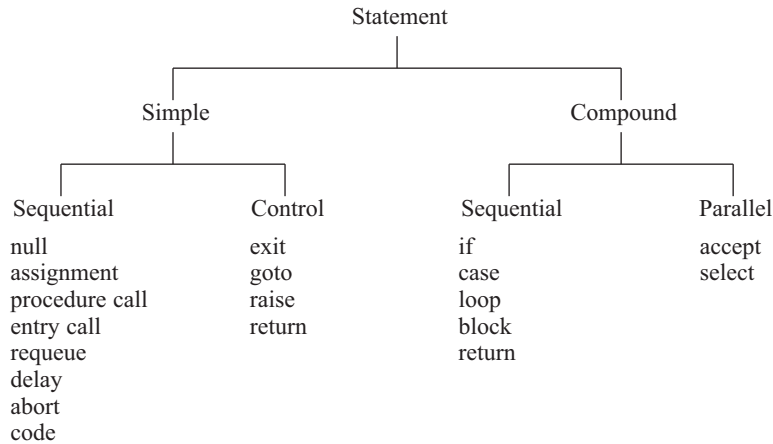 Statement
Simple
Compound
Sequential
Control
Sequential
Parallel
null
assignment
procedure call
entry call
requeue
delay
abort
code
exit
goto
raise
return
if
case
loop
block
return
accept
select